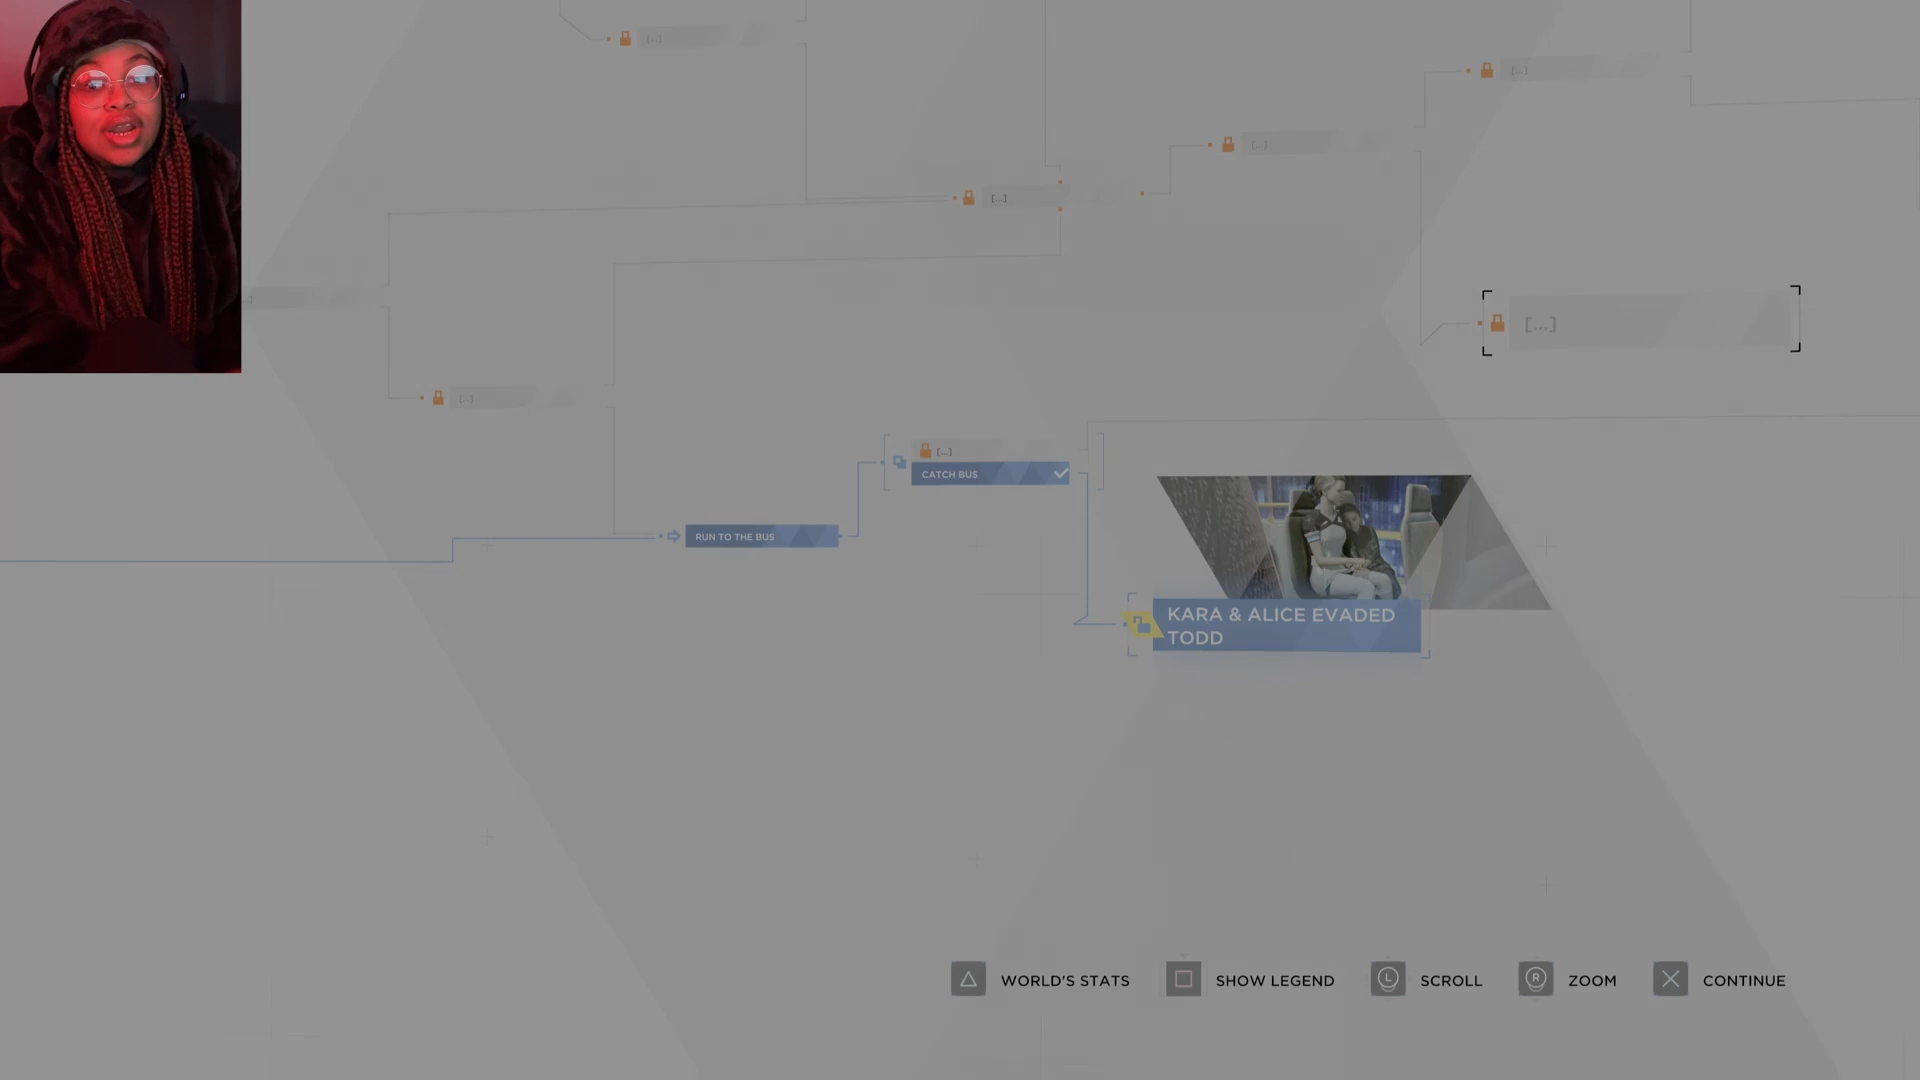 [...]
[...]
[...]
[...]
[...]
[...]
[...]
CATCH BUS
RUN TO THE BUS
KARA & ALICE EVADED
TODD
WORLD'S STATS
SHOW LEGEND
L
SCROLL
R
ZOOM
CONTINUE